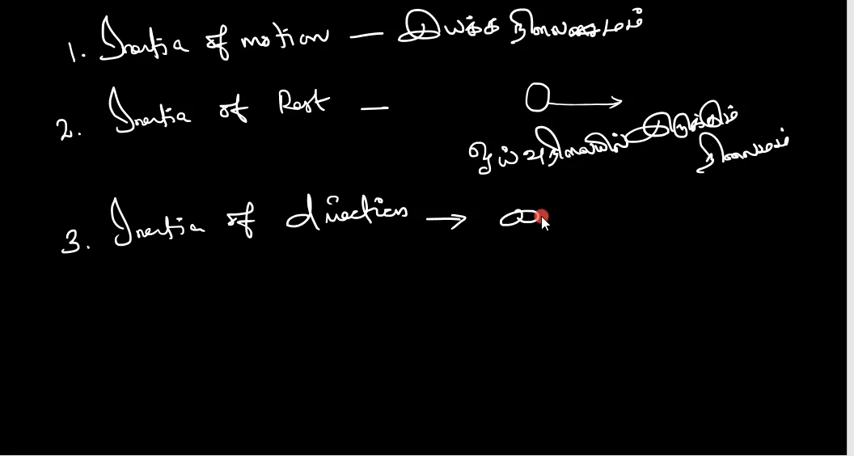 1. Inertia of motion — இயக்க நிலைமம்
2. Inertia of Rest —
ஓய்வுநிலையில் இருக்கும்
நிலைமம்
3. Inertia of direction →